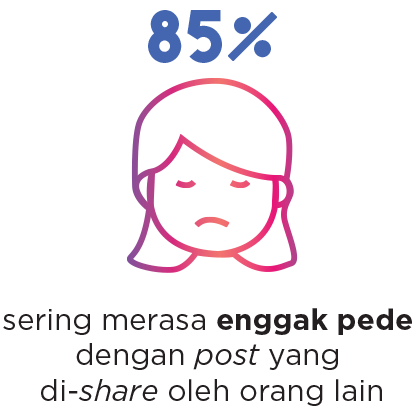 85%
sering merasa enggak pede
dengan post yang
di-share oleh orang lain